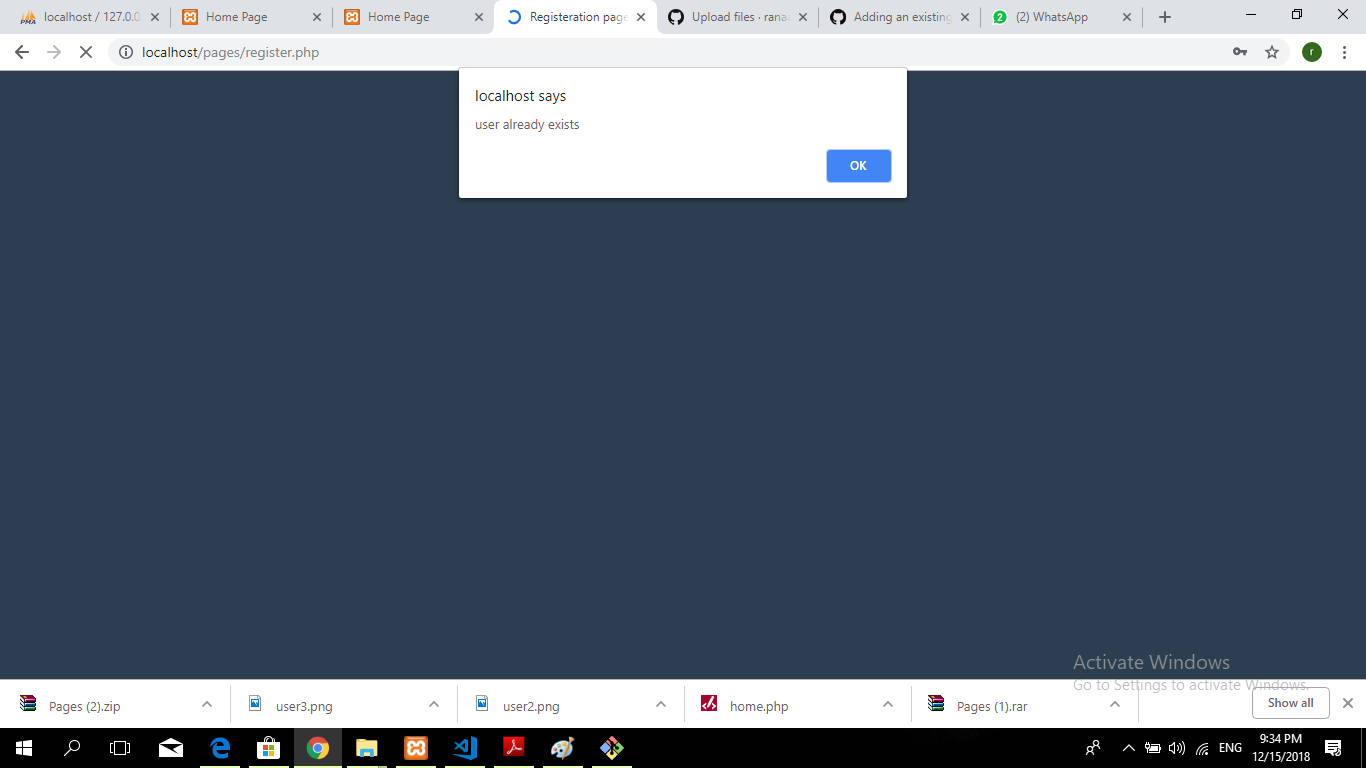 PMA localhost / 127.0.0 Home Page Home Page Registeration page Upload files · rana Adding an existing 2 (2) WhatsApp
localhost/pages/register.php r
localhost says
user already exists
OK
Activate Windows
Go to Settings to activate Windows.
Pages (2).zip user3.png user2.png home.php Pages (1).rar Show all
ENG 9:34 PM
12/15/2018